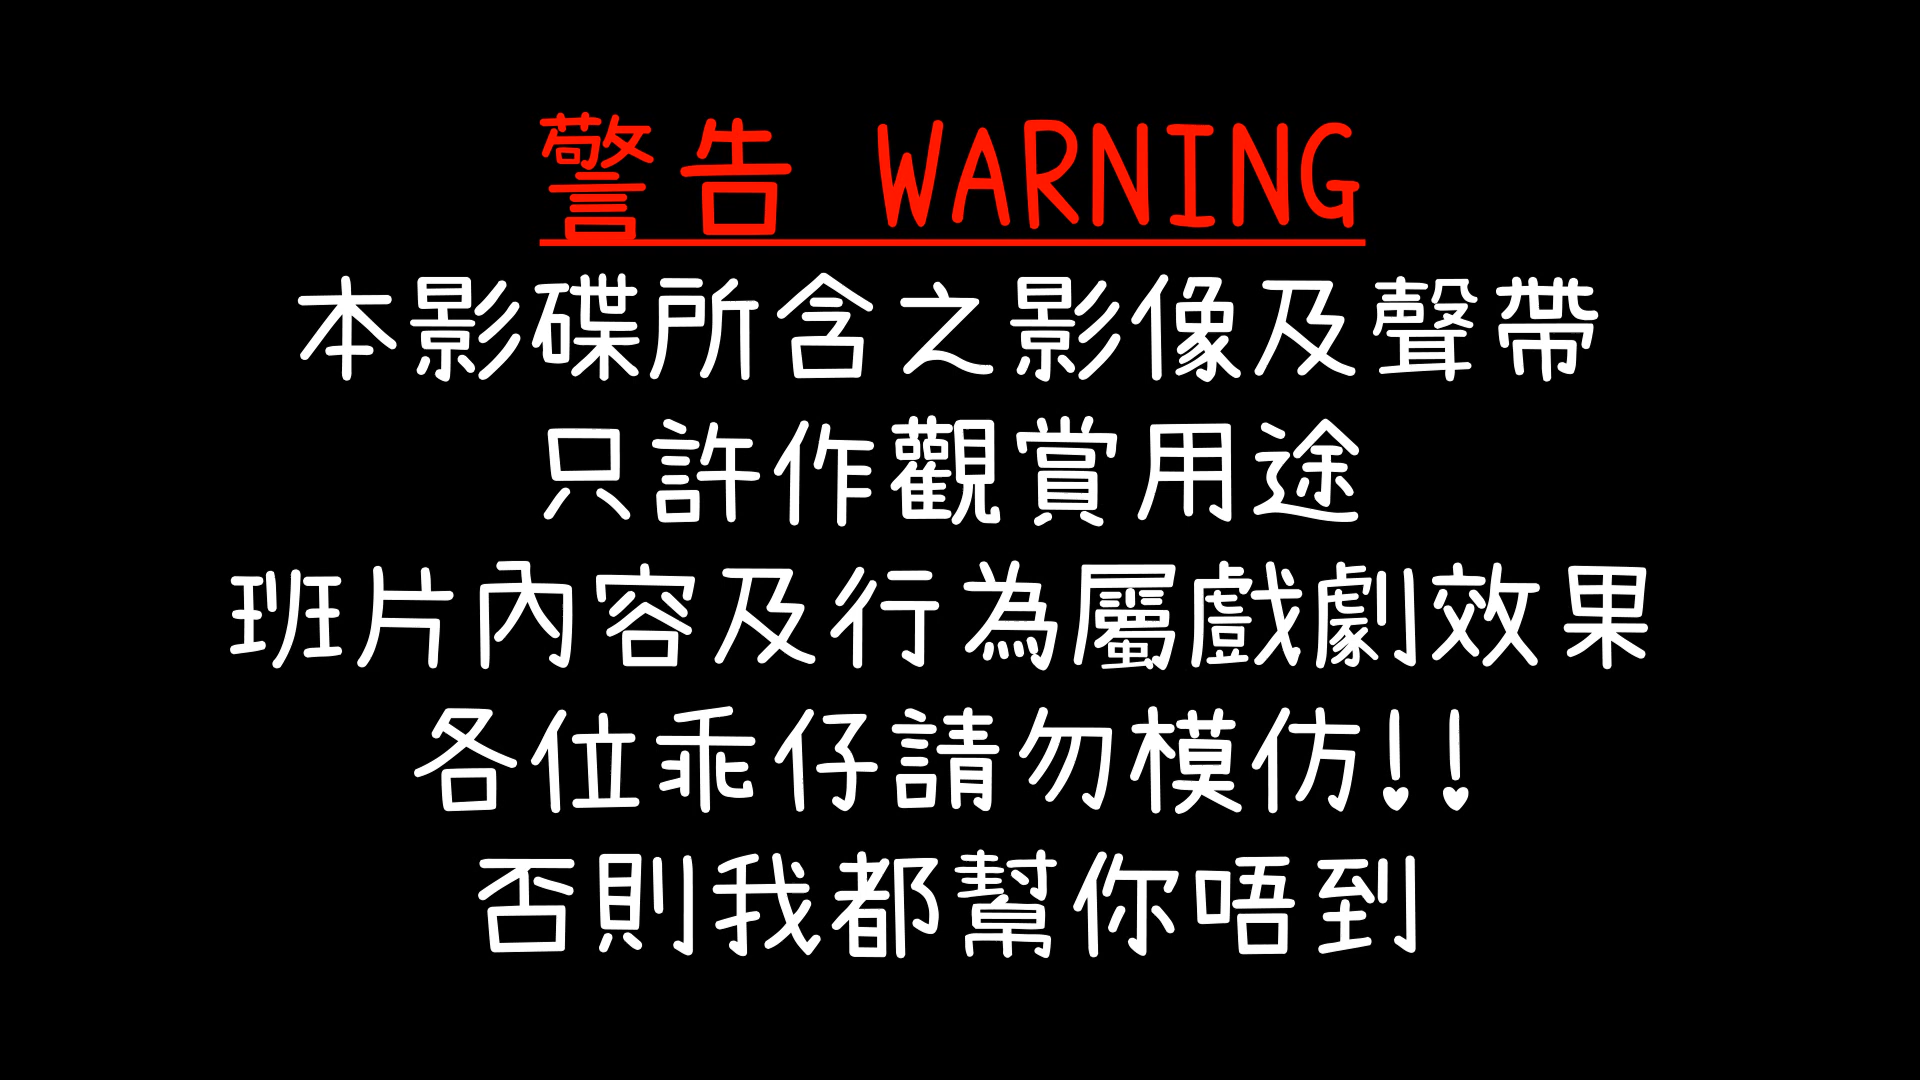 警告 WARNING
本影碟所含之影像及聲帶
只許作觀賞用途
班片內容及行為屬戲劇效果
各位乖仔請勿模仿!!
否則我都幫你唔到